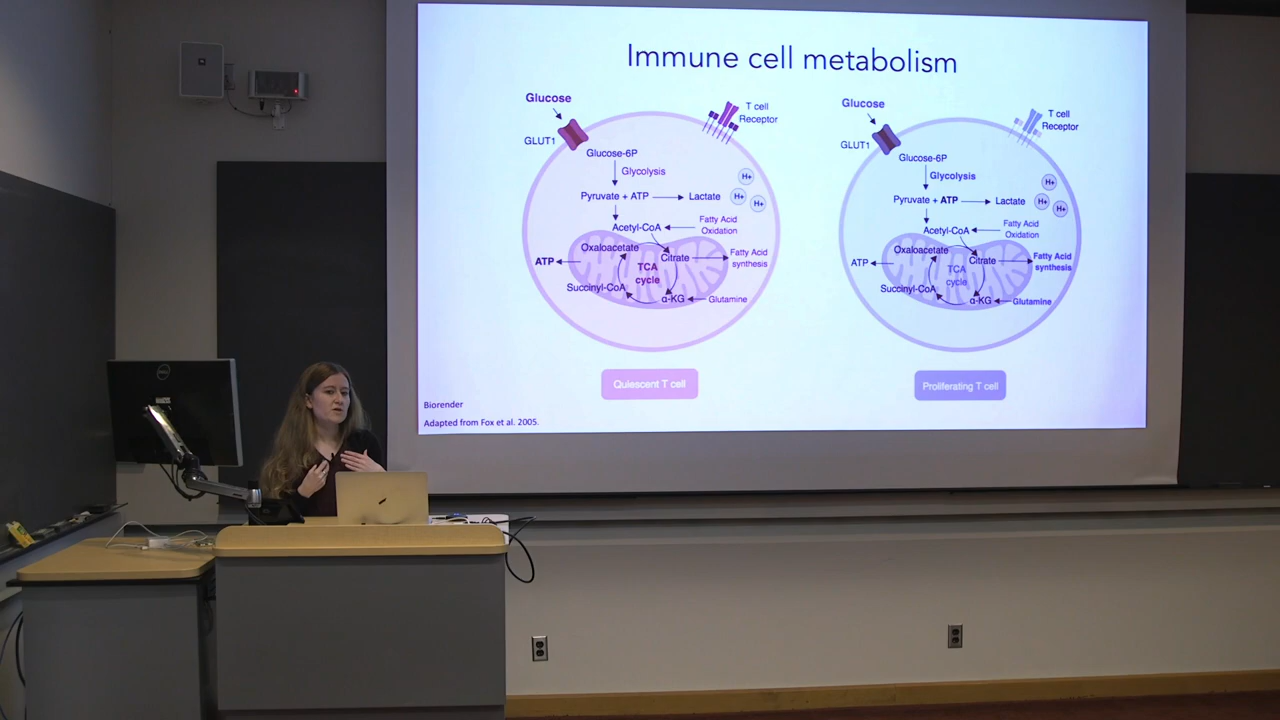 Immune cell metabolism
Glucose
GLUT1
T cell
Receptor
Glucose-6P
Glycolysis
Pyruvate + ATP
Lactate
H+
H+
H+
Acetyl-CoA
Fatty Acid
Oxidation
Oxaloacetate
Citrate
Fatty Acid
synthesis
ATP
TCA
cycle
Succinyl-CoA
α-KG
Glutamine
Quiescent T cell
Glucose
GLUT1
T cell
Receptor
Glucose-6P
Glycolysis
Pyruvate + ATP
Lactate
H+
H+
H+
Acetyl-CoA
Fatty Acid
Oxidation
Oxaloacetate
Citrate
Fatty Acid
synthesis
ATP
TCA
cycle
Succinyl-CoA
α-KG
Glutamine
Proliferating T cell
Biorender
Adapted from Fox et al. 2005.
DELL